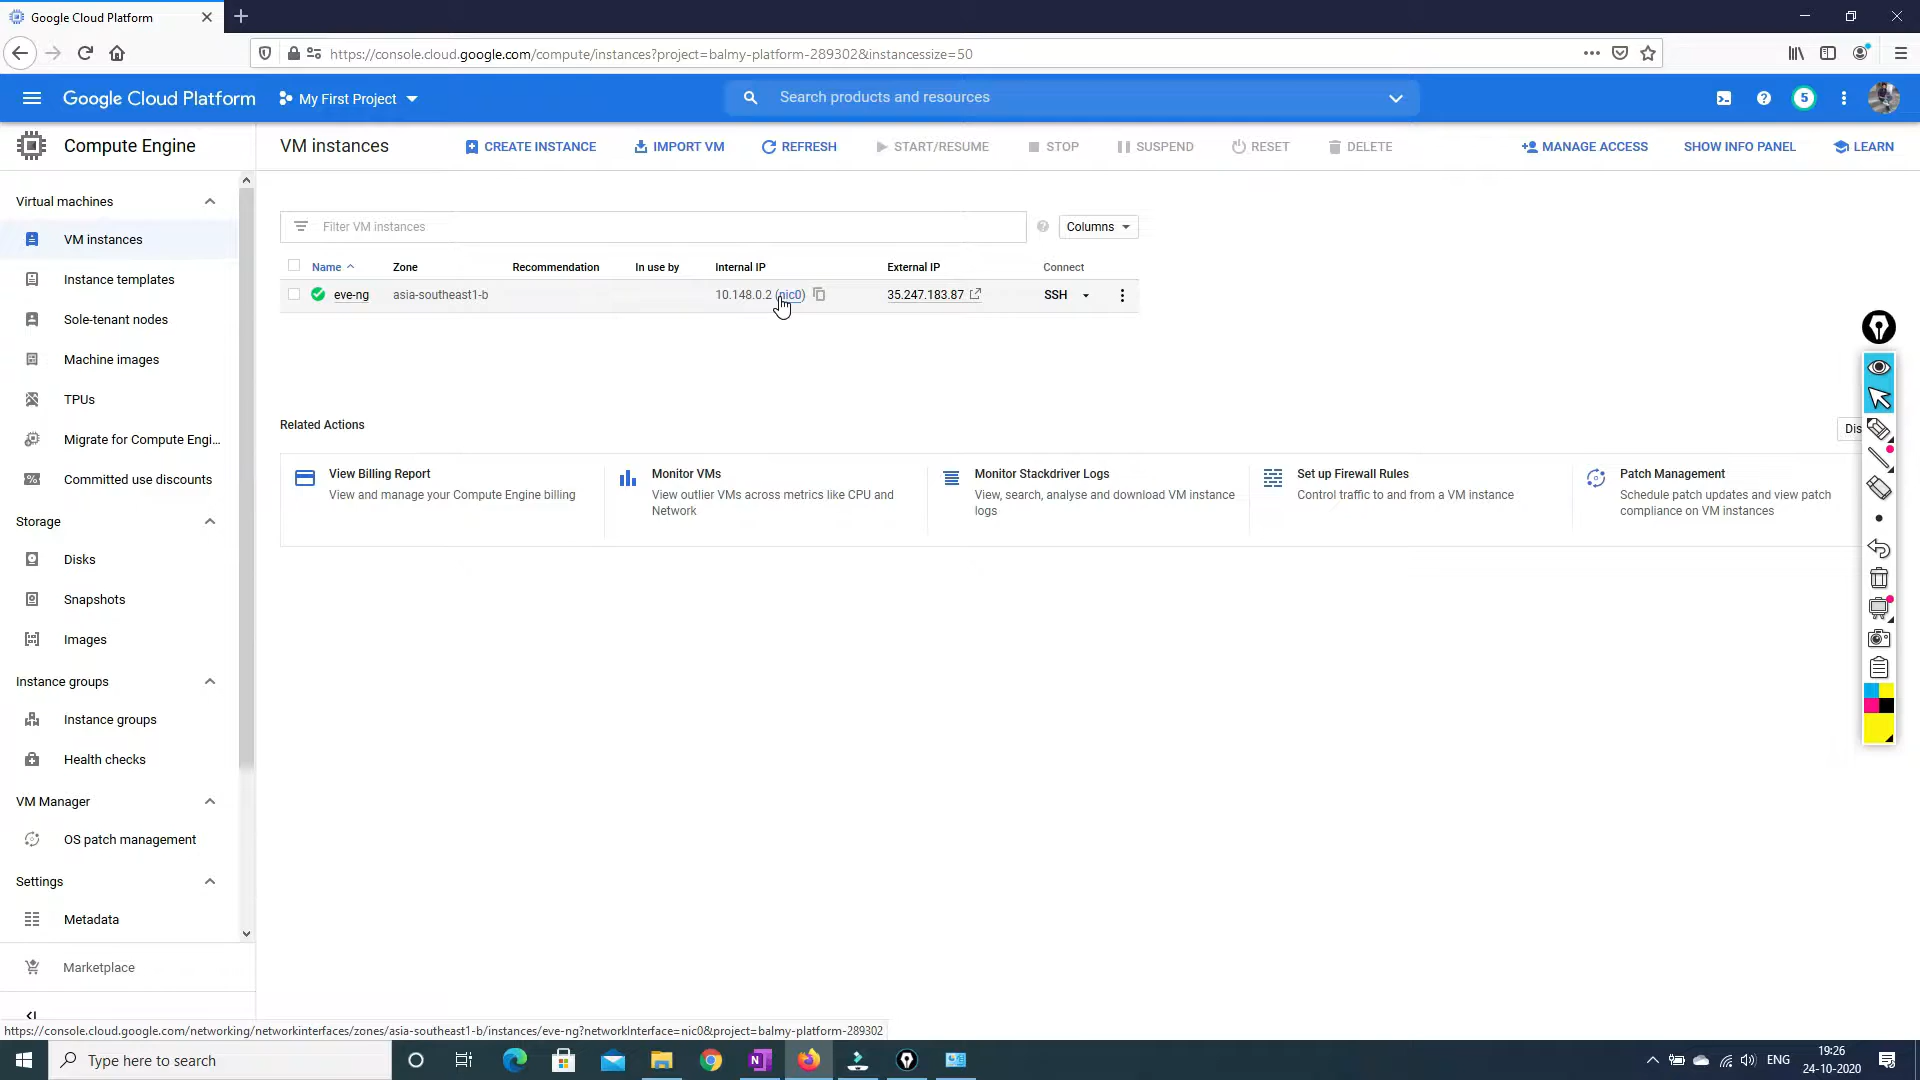 Google Cloud Platform
https://console.cloud.google.com/compute/instances?project=balmy-platform-289302&instancessize=50
Google Cloud Platform
My First Project
Search products and resources
5
Compute Engine
VM instances
CREATE INSTANCE
IMPORT VM
REFRESH
START/RESUME
STOP
SUSPEND
RESET
DELETE
MANAGE ACCESS
SHOW INFO PANEL
LEARN
Virtual machines
VM instances
Instance templates
Sole-tenant nodes
Machine images
TPUs
Migrate for Compute Engi...
Committed use discounts
Storage
Disks
Snapshots
Images
Instance groups
Instance groups
Health checks
VM Manager
OS patch management
Settings
Metadata
Marketplace
Filter VM instances
Columns
Name Zone Recommendation In use by Internal IP External IP Connect
eve-ng asia-southeast1-b 10.148.0.2 (nic0) 35.247.183.87 SSH
Related Actions
Dis
View Billing Report
View and manage your Compute Engine billing
Monitor VMs
View outlier VMs across metrics like CPU and
Network
Monitor Stackdriver Logs
View, search, analyse and download VM instance
logs
Set up Firewall Rules
Control traffic to and from a VM instance
Patch Management
Schedule patch updates and view patch
compliance on VM instances
https://console.cloud.google.com/networking/networkinterfaces/zones/asia-southeast1-b/instances/eve-ng?networkInterface=nic0&project=balmy-platform-289302
Type here to search
ENG
19:26
24-10-2020